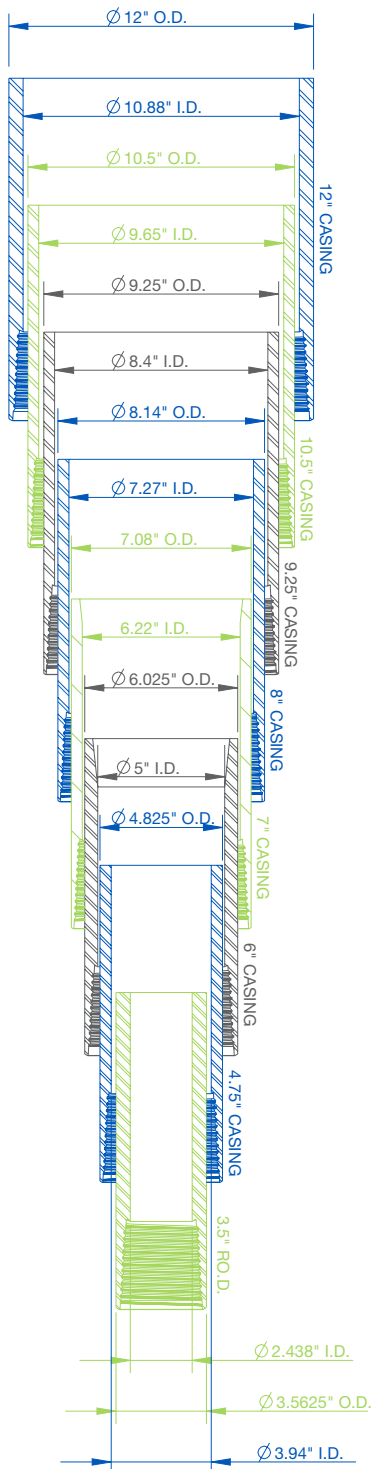 Ø 12" O.D.
Ø 10.88" I.D.
Ø 10.5" O.D.
12" CASING
Ø 9.65" I.D.
Ø 9.25" O.D.
Ø 8.4" I.D.
Ø 8.14" O.D.
10.5" CASING
Ø 7.27" I.D.
7.08" O.D.
9.25" CASING
6.22" I.D.
Ø 6.025" O.D.
8" CASING
Ø 5" I.D.
Ø 4.825" O.D.
7" CASING
6" CASING
4.75" CASING
3.5" RO.D.
Ø 2.438" I.D.
Ø 3.5625" O.D.
Ø 3.94" I.D.